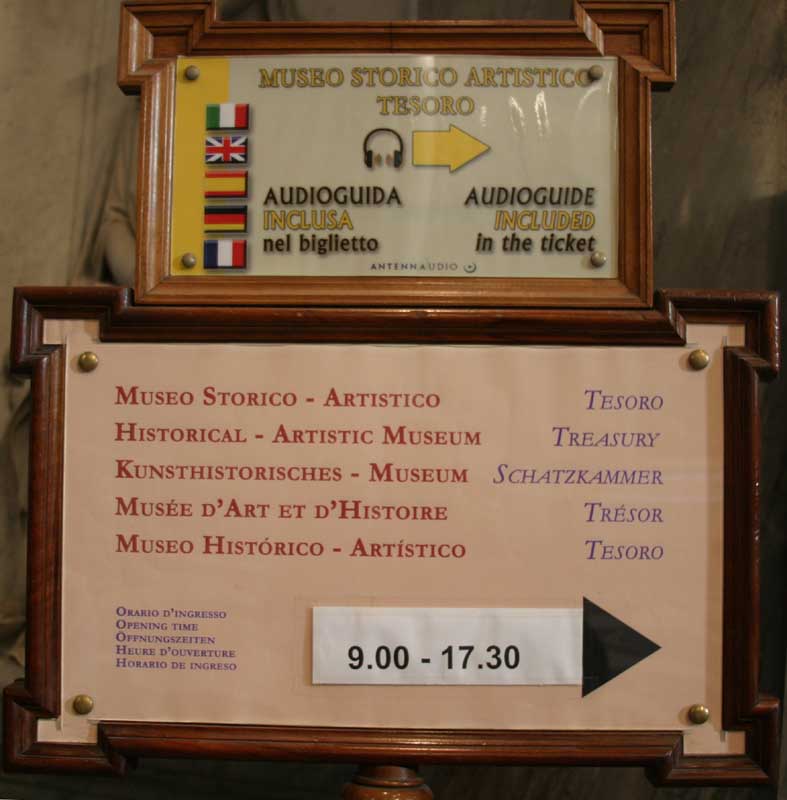 MUSEO STORICO ARTISTICO
TESORO
AUDIOGUIDA AUDIOGUIDE
INCLUSA INCLUDED
nel biglietto in the ticket
ANTENNAUDIO
MUSEO STORICO - ARTISTICO TESORO
HISTORICAL - ARTISTIC MUSEUM TREASURY
KUNSTHISTORISCHES - MUSEUM SCHATZKAMMER
MUSÉE D'ART ET D'HISTOIRE TRÉSOR
MUSEO HISTÓRICO - ARTÍSTICO TESORO
ORARIO D'INGRESSO
OPENING TIME
ÖFFNUNGSZEITEN
HEURE D'OUVERTURE
HORARIO DE INGRESO
9.00 - 17.30